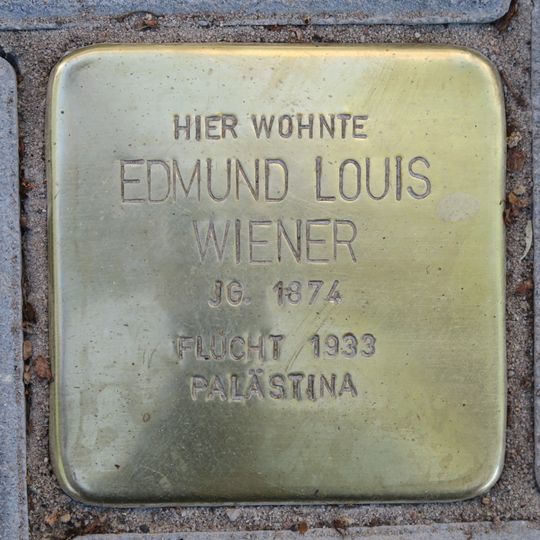 HIER WOHNTE
EDMUND LOUIS
WIENER
JG. 1874
FLUCHT 1933
PALÄSTINA